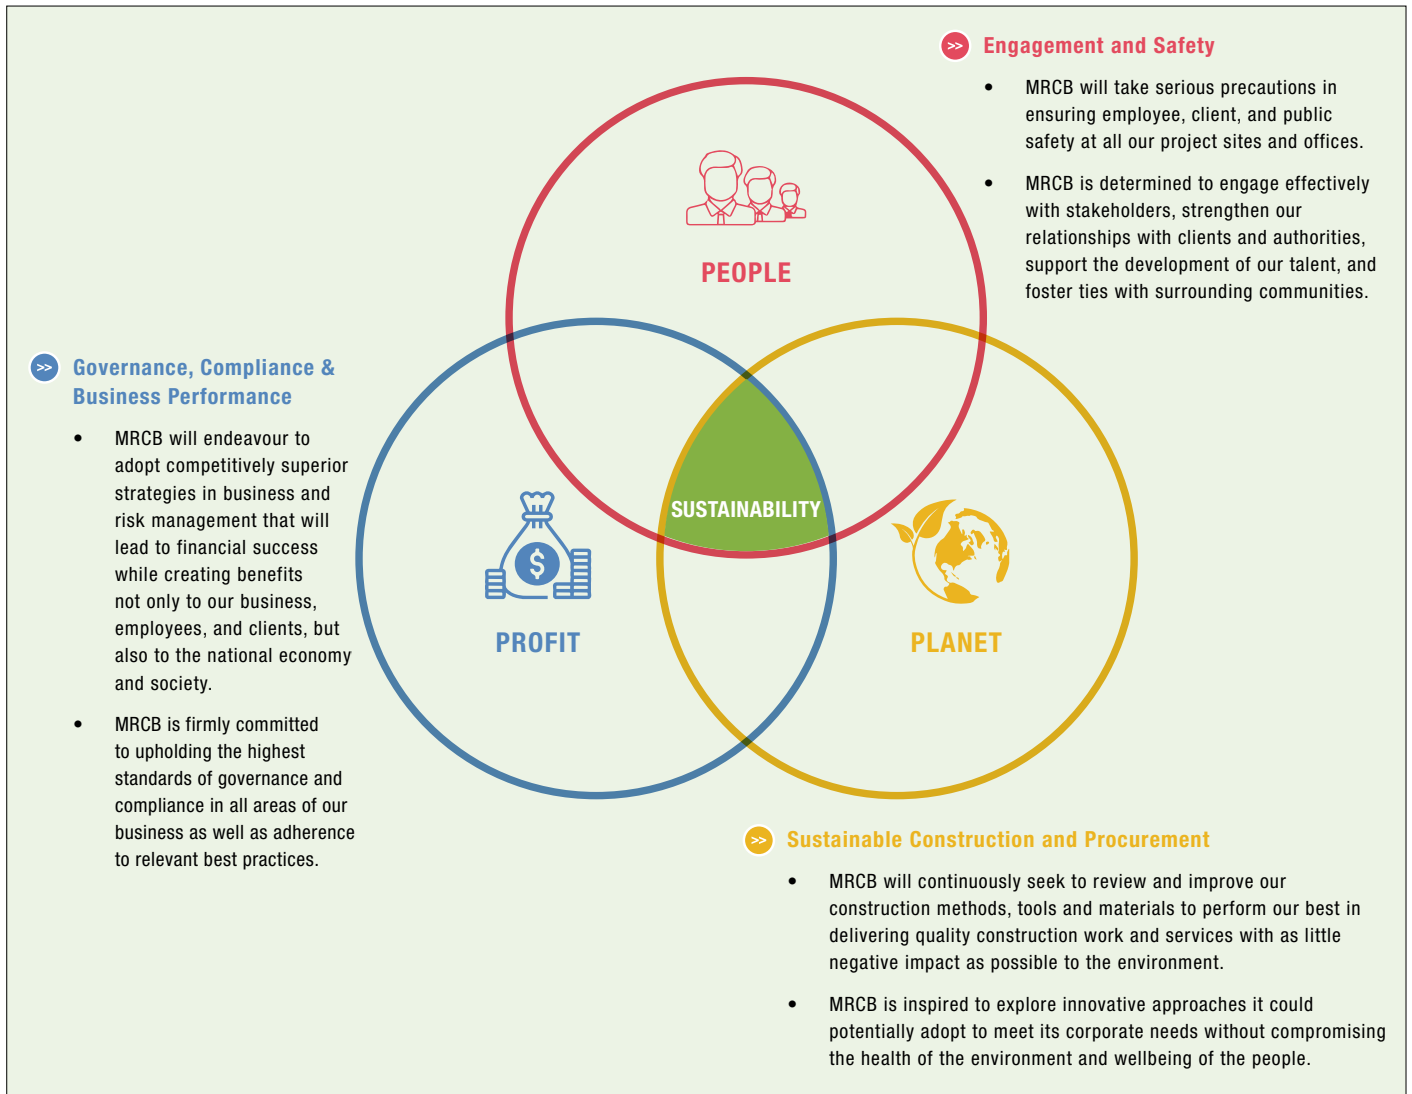 >> Engagement and Safety
• MRCB will take serious precautions in
ensuring employee, client, and public
safety at all our project sites and offices.
• MRCB is determined to engage effectively
with stakeholders, strengthen our
relationships with clients and authorities,
support the development of our talent, and
foster ties with surrounding communities.
PEOPLE
>> Governance, Compliance &
Business Performance
• MRCB will endeavour to
adopt competitively superior
strategies in business and
risk management that will
lead to financial success
while creating benefits
not only to our business,
employees, and clients, but
also to the national economy
and society.
• MRCB is firmly committed
to upholding the highest
standards of governance and
compliance in all areas of our
business as well as adherence
to relevant best practices.
SUSTAINABILITY
$
PROFIT
PLANET
>> Sustainable Construction and Procurement
• MRCB will continuously seek to review and improve our
construction methods, tools and materials to perform our best in
delivering quality construction work and services with as little
negative impact as possible to the environment.
• MRCB is inspired to explore innovative approaches it could
potentially adopt to meet its corporate needs without compromising
the health of the environment and wellbeing of the people.